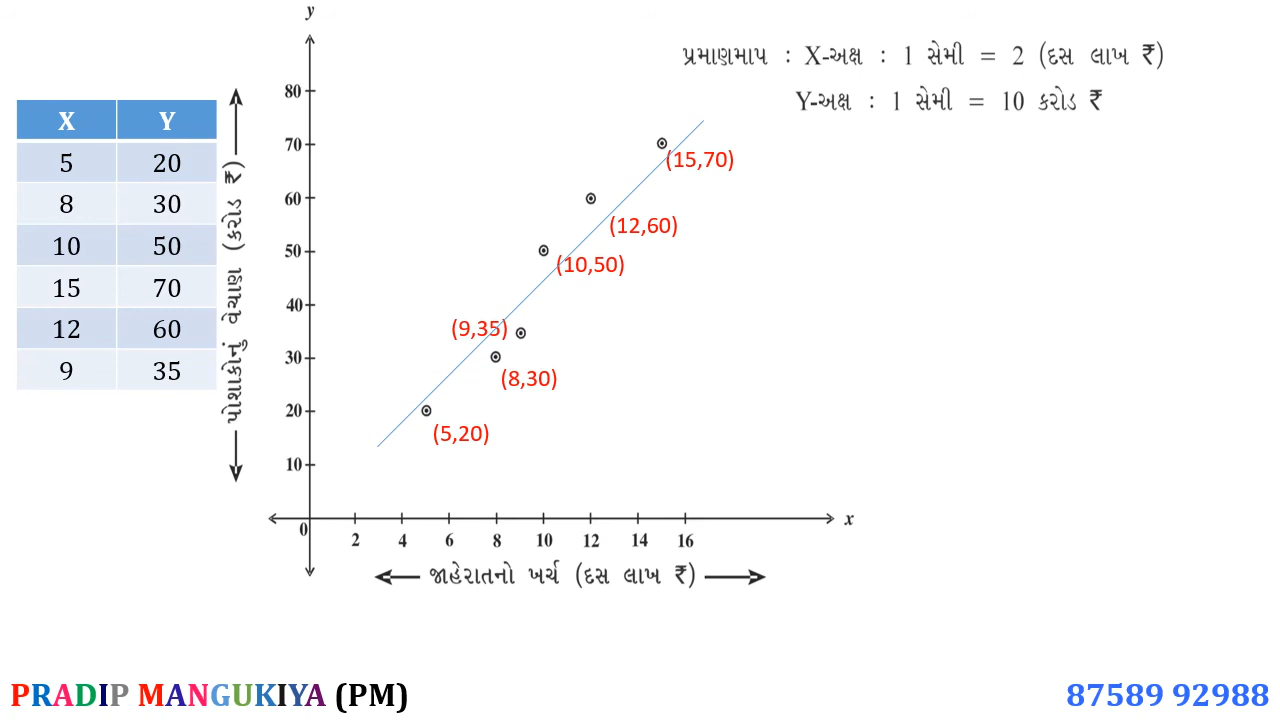 પ્રમાણમાપ : X-અક્ષ : 1 સેમી = 2 (દસ લાખ ₹)
Y-અક્ષ : 1 સેમી = 10 કરોડ ₹
X Y
5 20
8 30
10 50
15 70
12 60
9 35
y
પોશાકોનું વેચાણ (કરોડ ₹)
80
70
60
50
40
30
20
10
0
(15,70)
(12,60)
(10,50)
(9,35)
(8,30)
(5,20)
2 4 6 8 10 12 14 16
x
જાહેરાતનો ખર્ચ (દસ લાખ ₹)
PRADIP MANGUKIYA (PM)
87589 92988